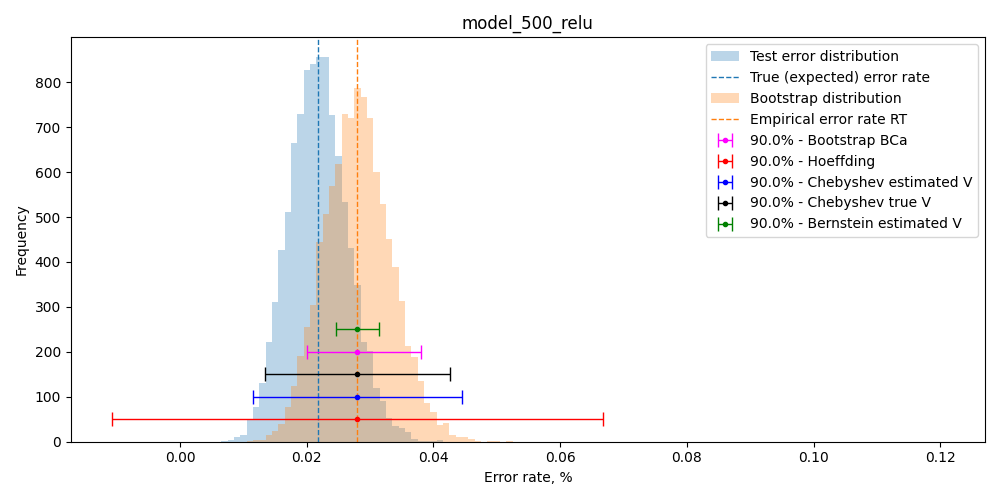 model_500_relu
Test error distribution
True (expected) error rate
Bootstrap distribution
Empirical error rate RT
90.0% - Bootstrap BCa
90.0% - Hoeffding
90.0% - Chebyshev estimated V
90.0% - Chebyshev true V
90.0% - Bernstein estimated V
Frequency
800
700
600
500
400
300
200
100
0
0.00 0.02 0.04 0.06 0.08 0.10 0.12
Error rate, %